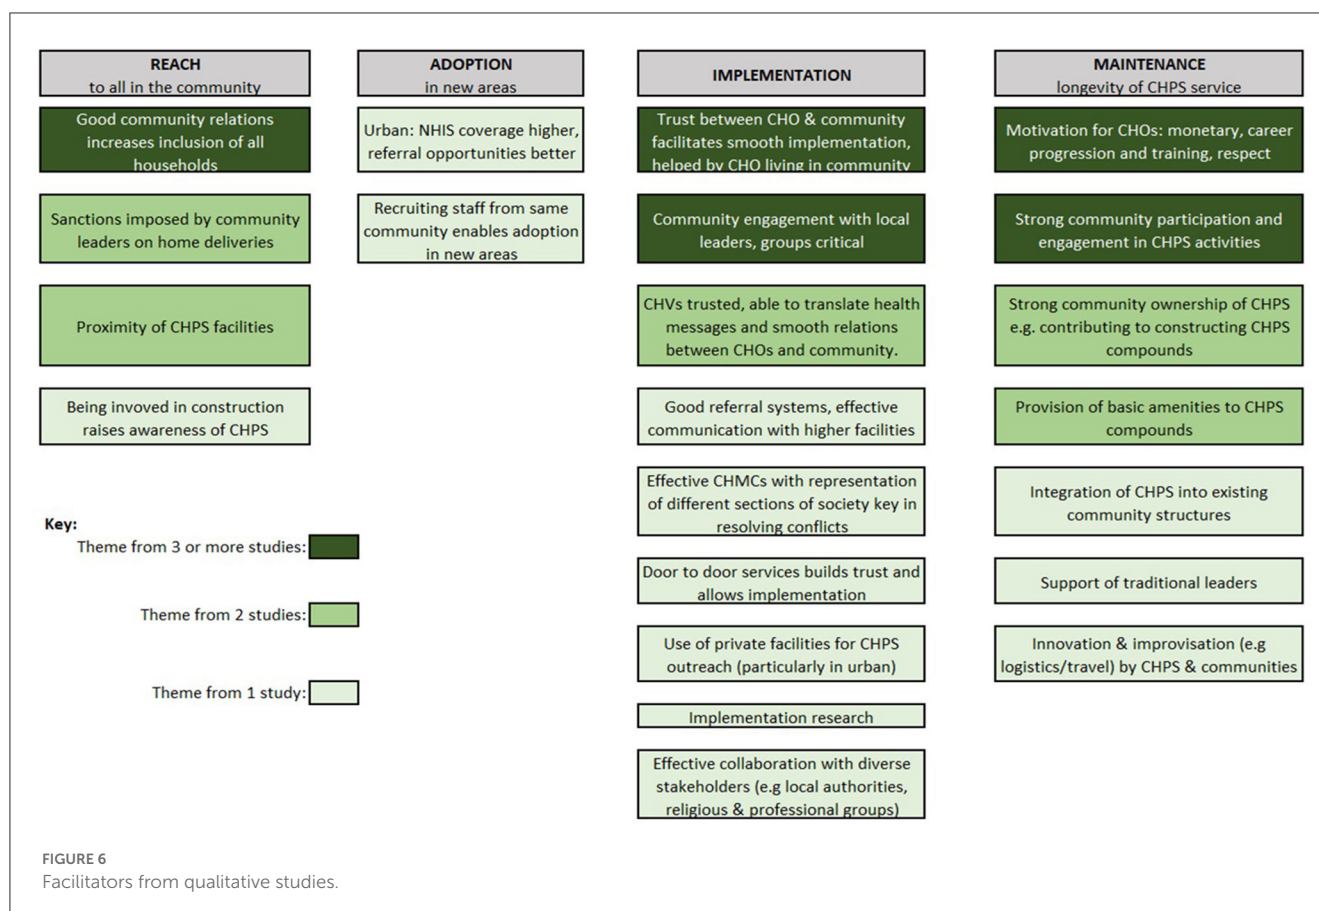 REACH
to all in the community
Good community relations
increases inclusion of all
households
Sanctions imposed by community
leaders on home deliveries
Proximity of CHPS facilities
Being invoved in construction
raises awareness of CHPS
ADOPTION
in new areas
Urban: NHIS coverage higher,
referral opportunities better
Recruiting staff from same
community enables adoption
in new areas
IMPLEMENTATION
Trust between CHO & community
facilitates smooth implementation,
helped by CHO living in community
Community engagement with local
leaders, groups critical
CHVs trusted, able to translate health
messages and smooth relations
between CHOs and community.
Good referral systems, effective
communication with higher facilities
Effective CHMCs with representation
of different sections of society key in
resolving conflicts
Door to door services builds trust and
allows implementation
Use of private facilities for CHPS
outreach (particularly in urban)
Implementation research
Effective collaboration with diverse
stakeholders (e.g local authorities,
religious & professional groups)
MAINTENANCE
longevity of CHPS service
Motivation for CHOs: monetary, career
progression and training, respect
Strong community participation and
engagement in CHPS activities
Strong community ownership of CHPS
e.g. contributing to constructing CHPS
compounds
Provision of basic amenities to CHPS
compounds
Integration of CHPS into existing
community structures
Support of traditional leaders
Innovation & improvisation (e.g
logistics/travel) by CHPS & communities
Key:
Theme from 3 or more studies:
Theme from 2 studies:
Theme from 1 study:
FIGURE 6
Facilitators from qualitative studies.